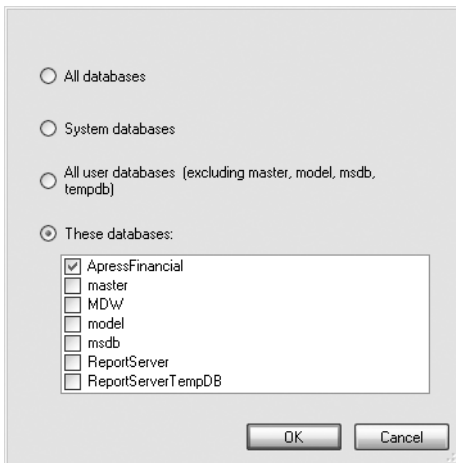 All databases
System databases
All user databases (excluding master, model, msdb,
tempdb)
These databases:
ApressFinancial
master
MDW
model
msdb
ReportServer
ReportServerTempDB
OK
Cancel